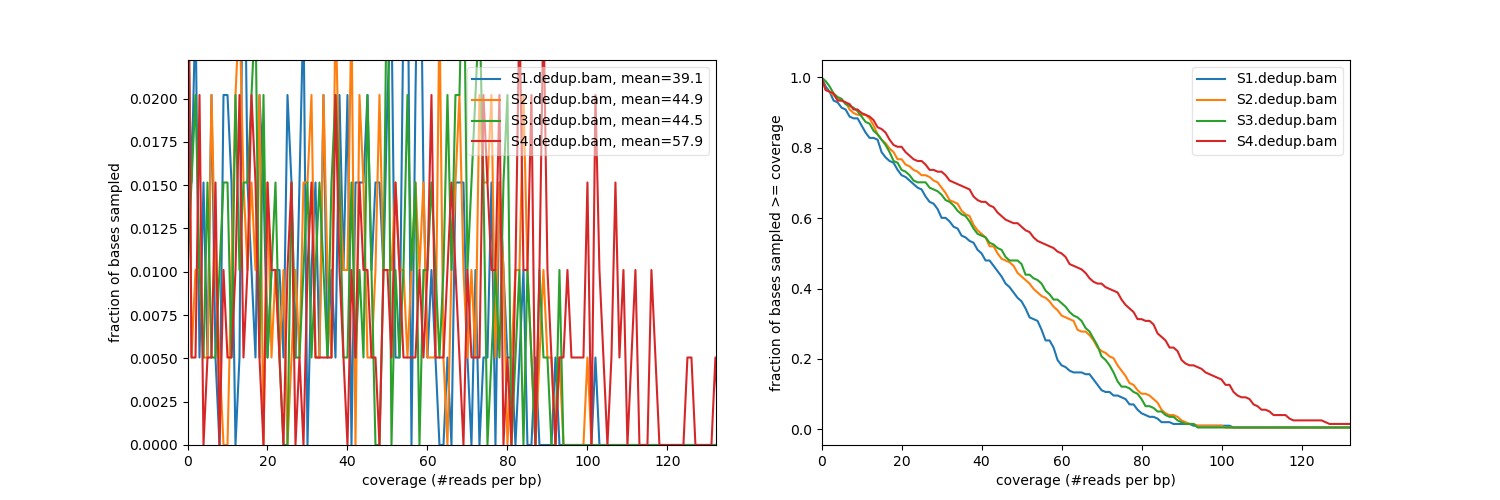 fraction of bases sampled
0.0200
0.0175
0.0150
0.0125
0.0100
0.0075
0.0050
0.0025
0.0000
0 20 40 60 80 100 120
coverage (#reads per bp)
S1.dedup.bam, mean=39.1
S2.dedup.bam, mean=44.9
S3.dedup.bam, mean=44.5
S4.dedup.bam, mean=57.9
fraction of bases sampled >= coverage
1.0
0.8
0.6
0.4
0.2
0.0
0 20 40 60 80 100 120
coverage (#reads per bp)
S1.dedup.bam
S2.dedup.bam
S3.dedup.bam
S4.dedup.bam